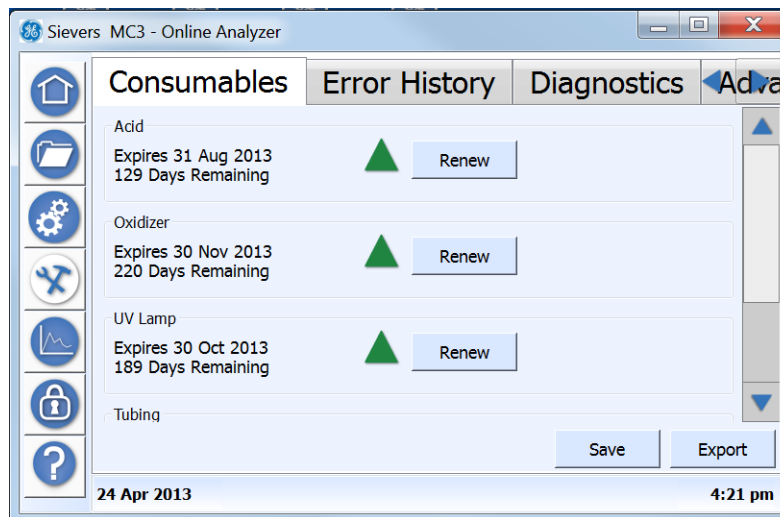 Sievers MC3 - Online Analyzer
Consumables Error History Diagnostics
Acid
Expires 31 Aug 2013
129 Days Remaining
Renew
Oxidizer
Expires 30 Nov 2013
220 Days Remaining
Renew
UV Lamp
Expires 30 Oct 2013
189 Days Remaining
Renew
Tubing
Save Export
24 Apr 2013 4:21 pm